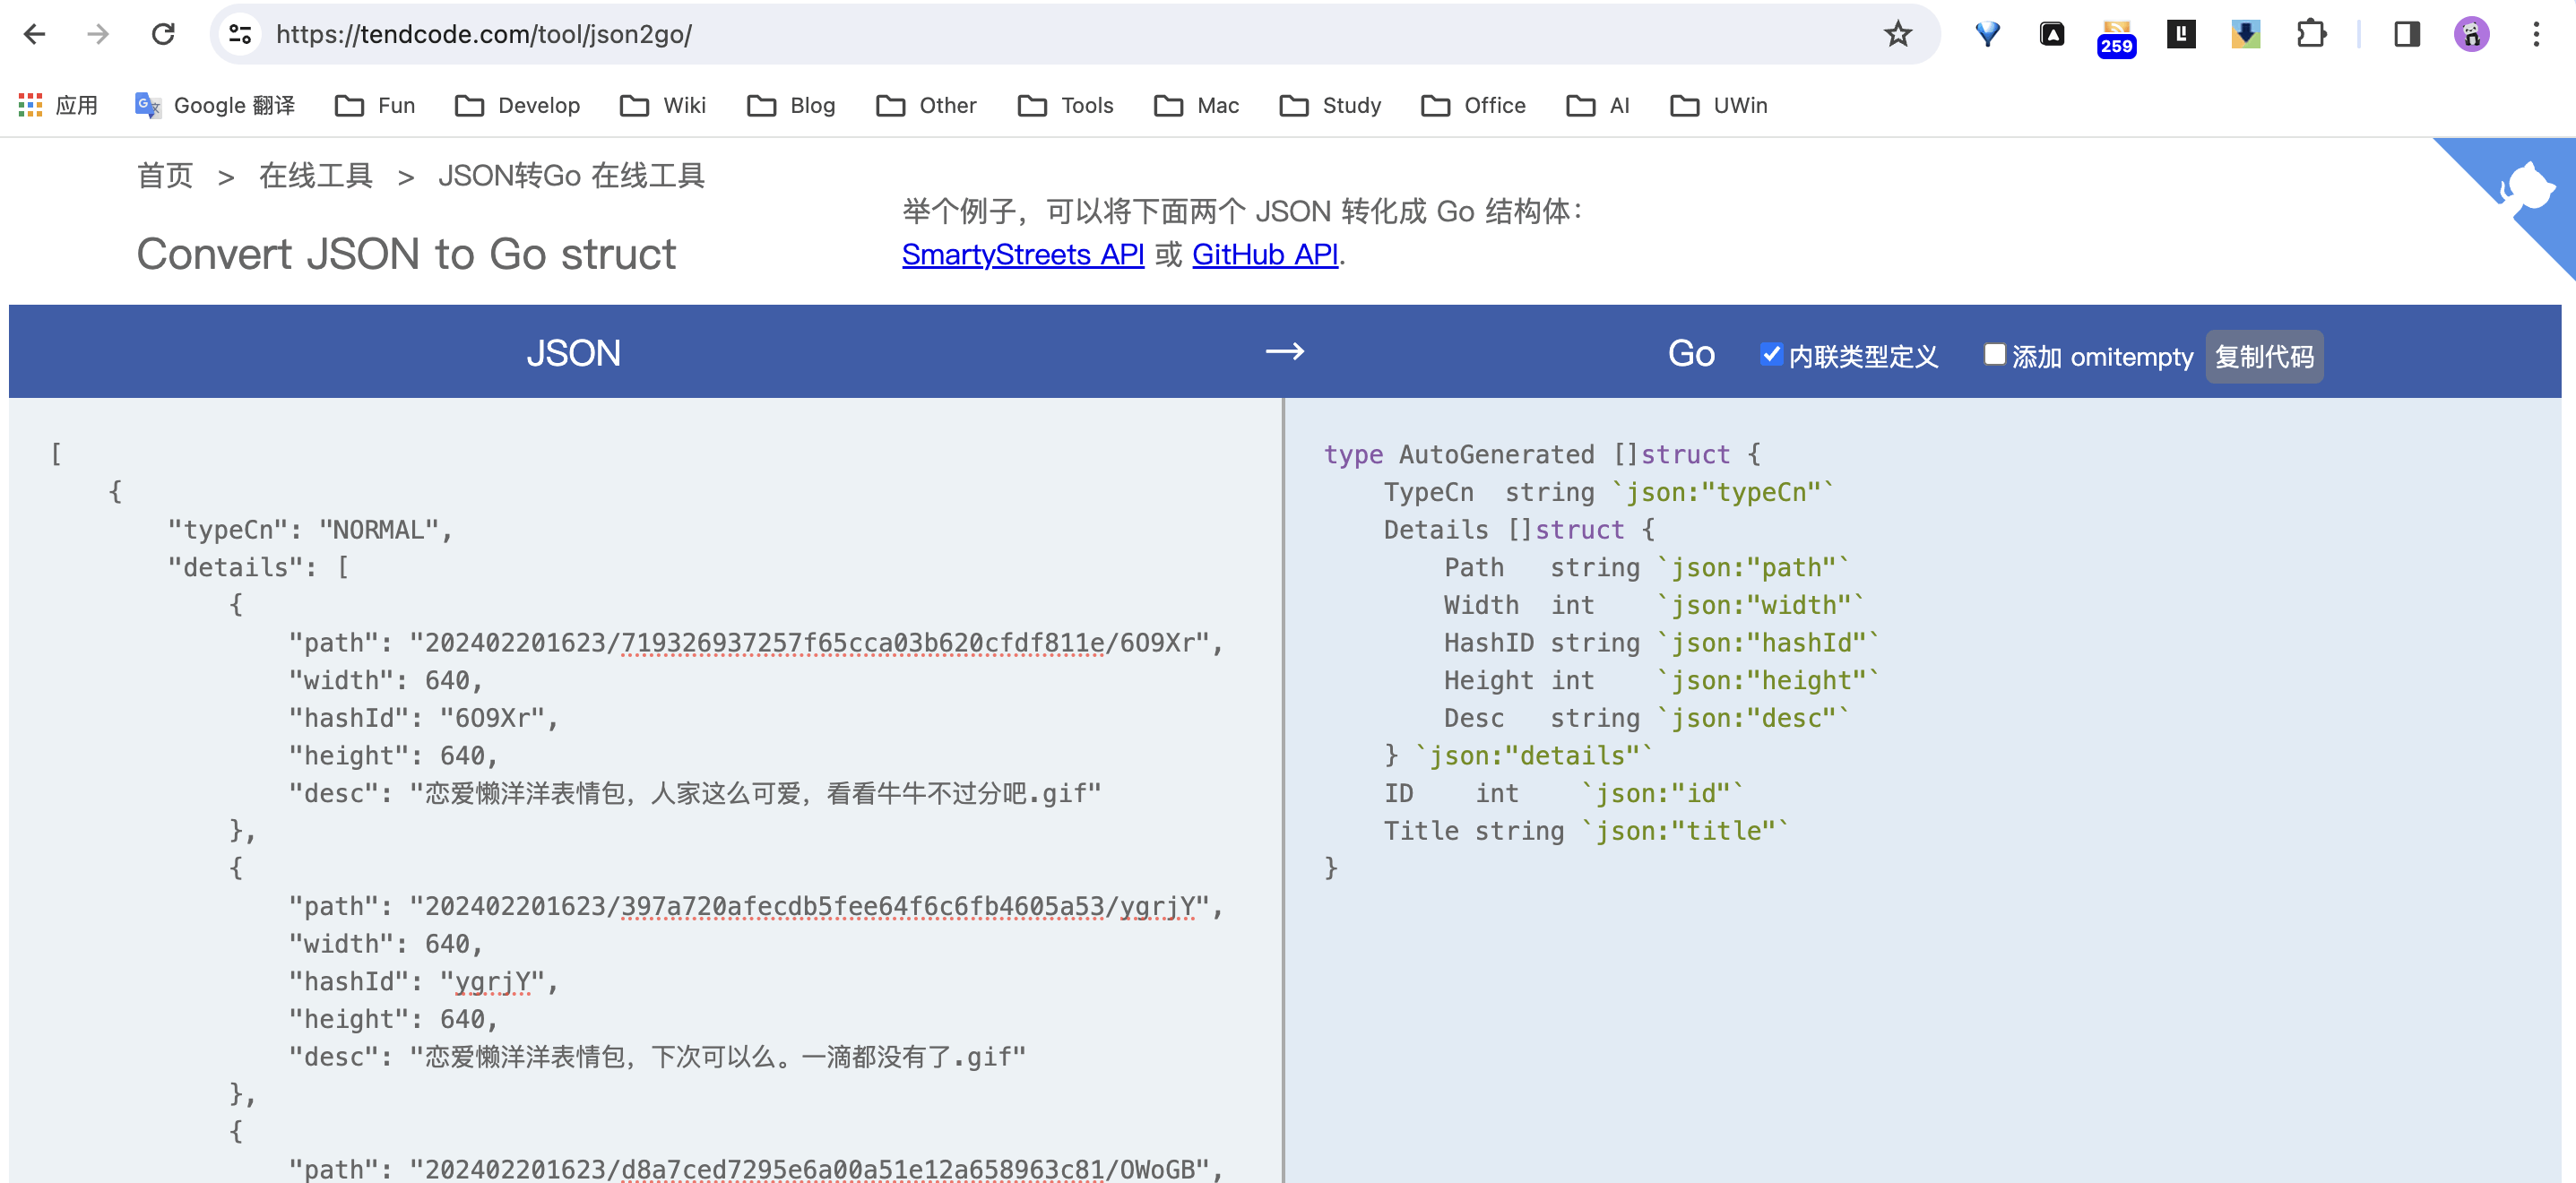 https://tendcode.com/tool/json2go/
259
应用 Google 翻译 Fun Develop Wiki Blog Other Tools Mac Study Office AI UWin
首页 > 在线工具 > JSON转Go 在线工具
Convert JSON to Go struct
举个例子，可以将下面两个 JSON 转化成 Go 结构体：
SmartyStreets API 或 GitHub API.
JSON → Go 内联类型定义 添加 omitempty 复制代码
[
{
"typeCn": "NORMAL",
"details": [
{
"path": "202402201623/719326937257f65cca03b620cfdf811e/6O9Xr",
"width": 640,
"hashId": "6O9Xr",
"height": 640,
"desc": "恋爱懒洋洋表情包，人家这么可爱，看看牛牛不过分吧.gif"
},
{
"path": "202402201623/397a720afecdb5fee64f6c6fb4605a53/ygrjY",
"width": 640,
"hashId": "ygrjY",
"height": 640,
"desc": "恋爱懒洋洋表情包，下次可以么。一滴都没有了.gif"
},
{
"path": "202402201623/d8a7ced7295e6a00a51e12a658963c81/OWoGB",
type AutoGenerated []struct {
TypeCn string `json:"typeCn"`
Details []struct {
Path string `json:"path"`
Width int `json:"width"`
HashID string `json:"hashId"`
Height int `json:"height"`
Desc string `json:"desc"`
} `json:"details"`
ID int `json:"id"`
Title string `json:"title"`
}